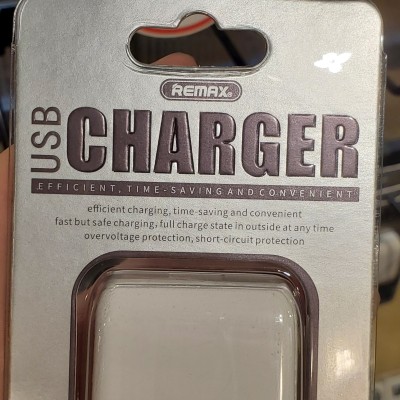 REMAX®
USB CHARGER
EFFICIENT, TIME-SAVING AND CONVENIENT
efficient charging, time-saving and convenient
fast but safe charging, full charge state in outside at any time
overvoltage protection, short-circuit protection